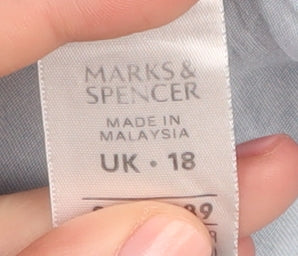 MARKS &
SPENCER
MADE IN
MALAYSIA
UK • 18